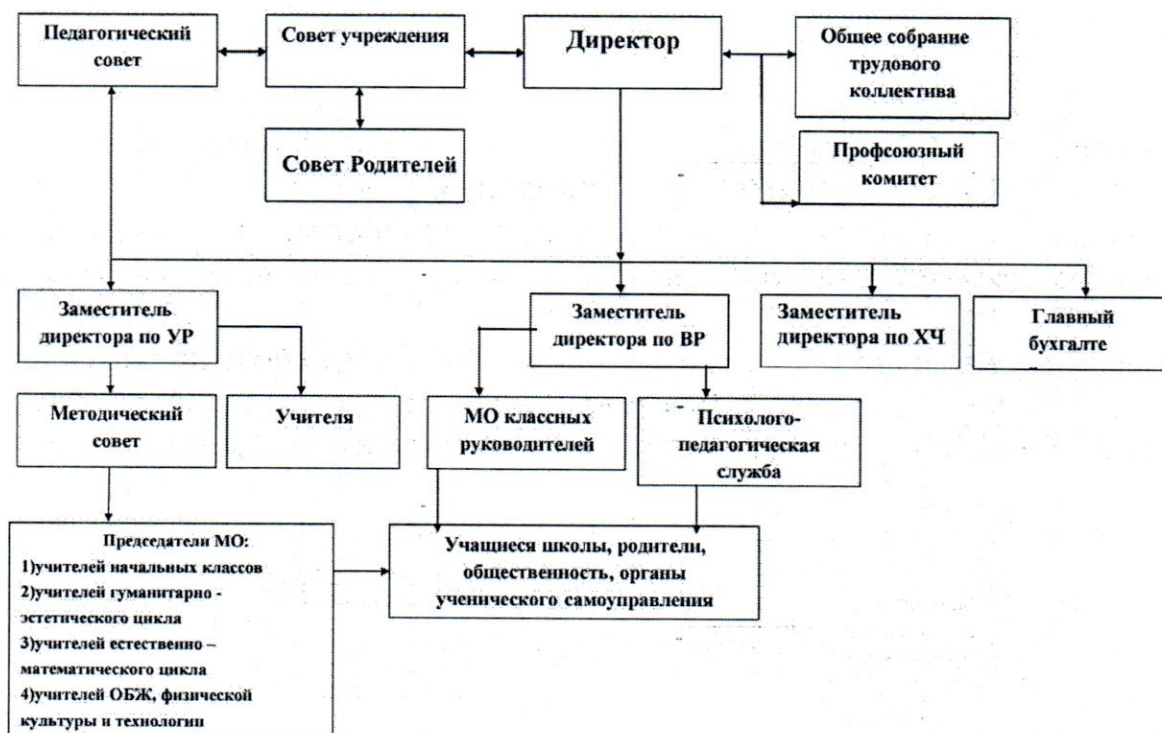 Педагогический
совет
Совет учреждения
Директор
Общее собрание
трудового
коллектива
Совет Родителей
Профсоюзный
комитет
Заместитель
директора по УР
Заместитель
директора по ВР
Заместитель
директора по ХЧ
Главный
бухгалте
Методический
совет
Учителя
МО классных
руководителей
Психолого-
педагогическая
служба
Председатели МО:
1)учителей начальных классов
2)учителей гуманитарно -
эстетического цикла
3)учителей естественно –
математического цикла
4)учителей ОБЖ, физической
культуры и технологии
Учащиеся школы, родители,
общественность, органы
ученического самоуправления